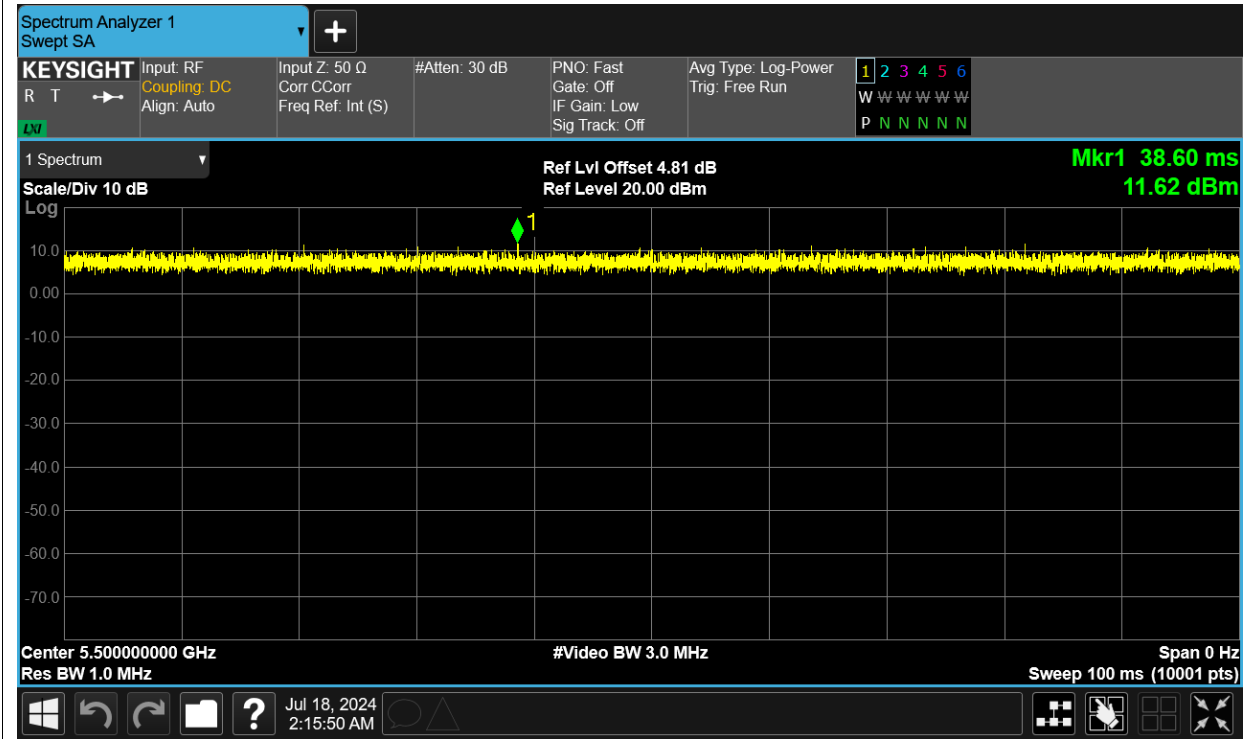 Spectrum Analyzer 1
Swept SA
KEYSIGHT
R T
LXI
Input: RF
Coupling: DC
Align: Auto
Input Z: 50 Ω
Corr CCorr
Freq Ref: Int (S)
#Atten: 30 dB
PNO: Fast
Gate: Off
IF Gain: Low
Sig Track: Off
Avg Type: Log-Power
Trig: Free Run
1 2 3 4 5 6
W W W W W W
P N N N N N
1 Spectrum
Scale/Div 10 dB
Ref Lvl Offset 4.81 dB
Ref Level 20.00 dBm
Mkr1 38.60 ms
11.62 dBm
Log
1
10.0
0.00
-10.0
-20.0
-30.0
-40.0
-50.0
-60.0
-70.0
Center 5.500000000 GHz
#Video BW 3.0 MHz
Span 0 Hz
Res BW 1.0 MHz
Sweep 100 ms (10001 pts)
?
Jul 18, 2024
2:15:50 AM